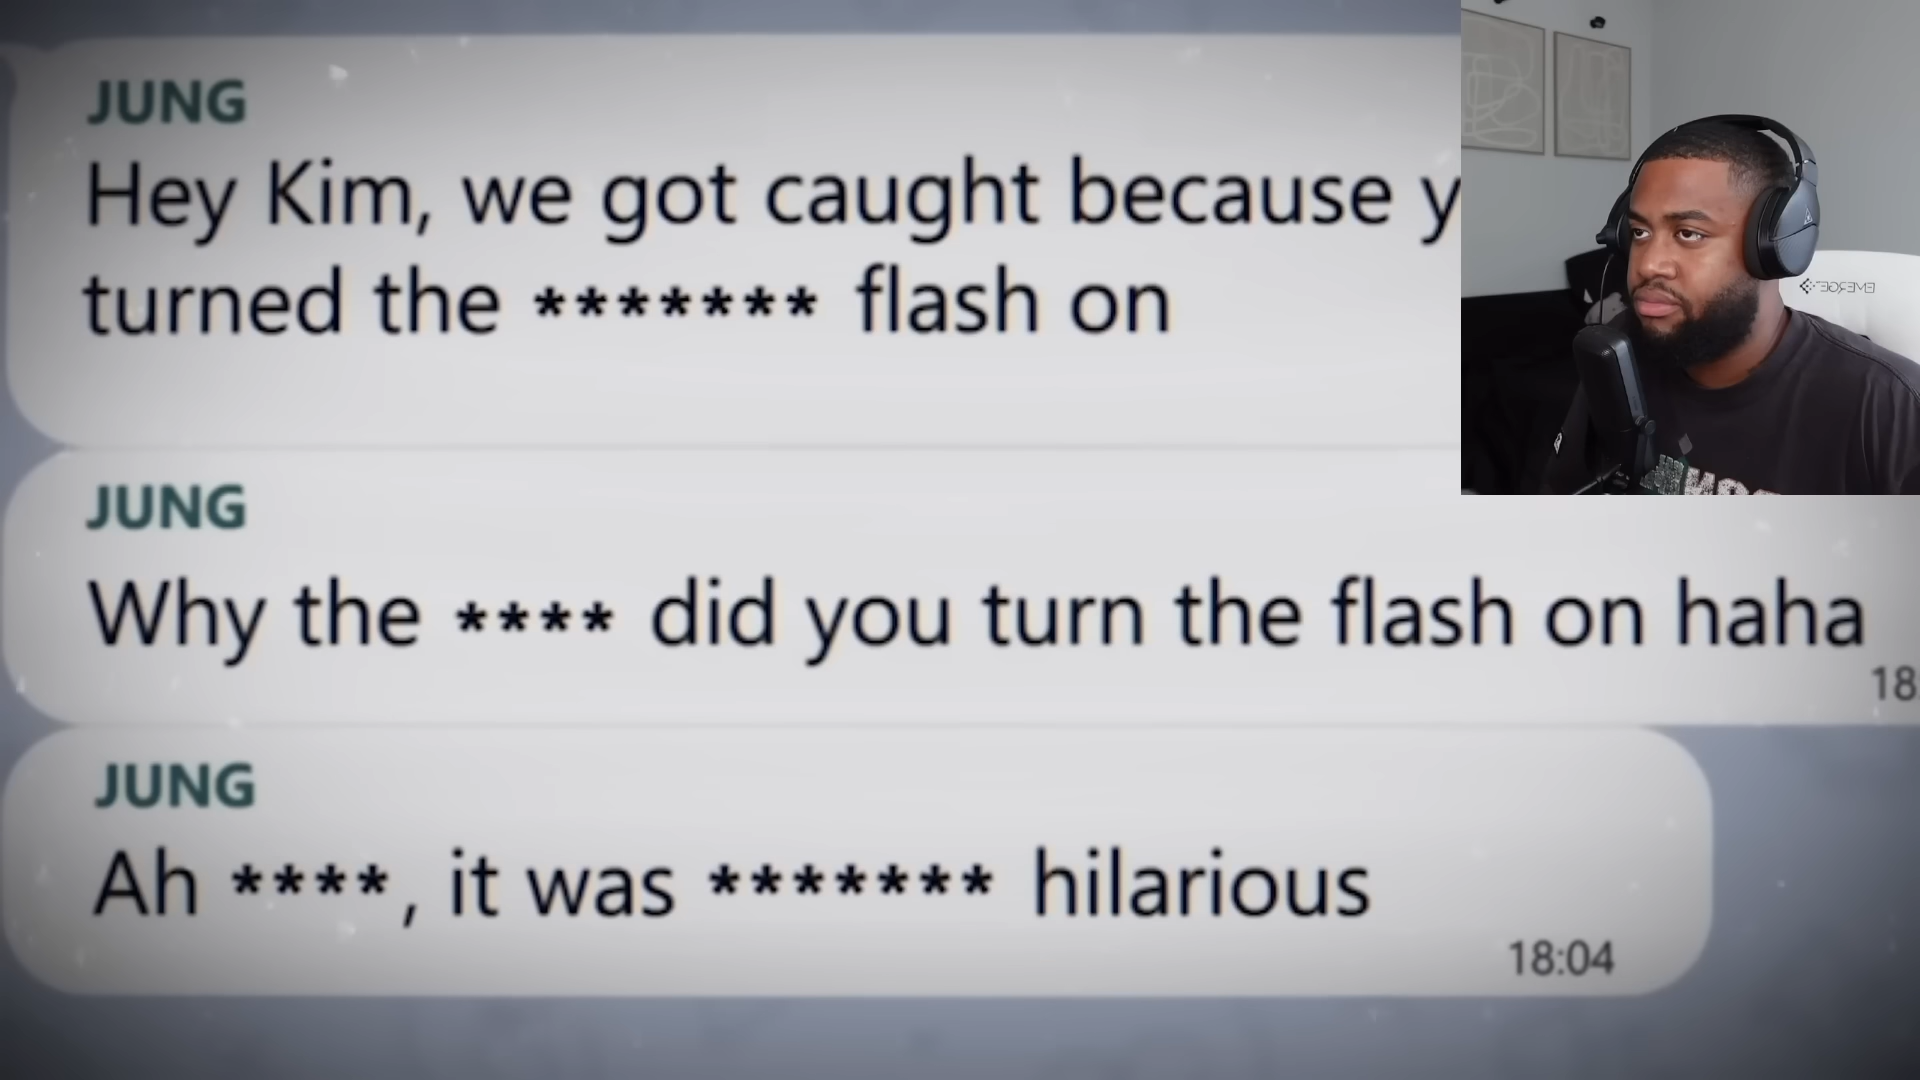 JUNG
Hey Kim, we got caught because y
turned the ******* flash on
JUNG
Why the **** did you turn the flash on haha
18
JUNG
Ah ****, it was ******* hilarious
18:04
EMERGE